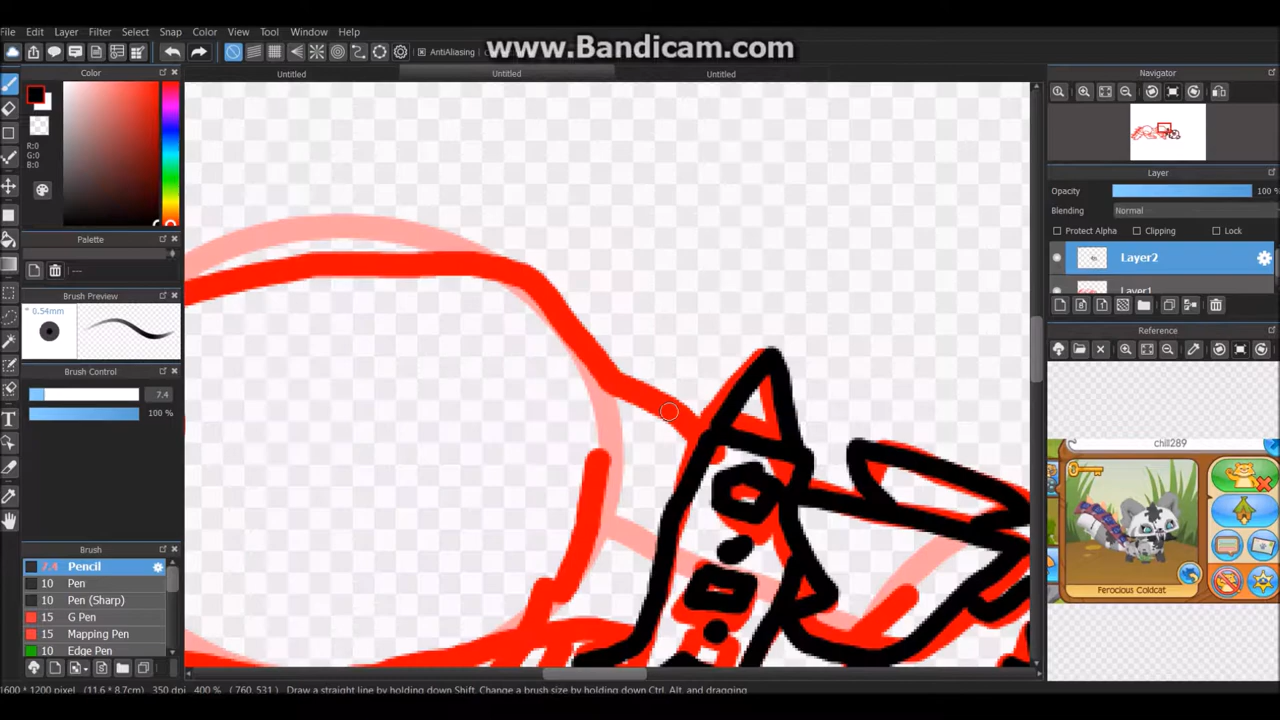 File Edit Layer Filter Select Snap Color View Tool Window Help
www.Bandicam.com
AntiAliasing
Untitled Untitled Untitled
Color
R:0
G:0
B:0
Palette
---
Brush Preview
* 0.54mm
Brush Control
7.4
100 %
Brush
7.4 Pencil
10 Pen
10 Pen (Sharp)
15 G Pen
15 Mapping Pen
10 Edge Pen
Navigator
Layer
Opacity 100 %
Blending Normal
Protect Alpha Clipping Lock
Layer2
Layer1
Reference
chill289
Ferocious Coldcat
1600 * 1200 pixel (11.6 * 8.7cm) 350 dpi 400 % ( 760, 531) Draw a straight line by holding down Shift, Change a brush size by holding down Ctrl, Alt, and dragging